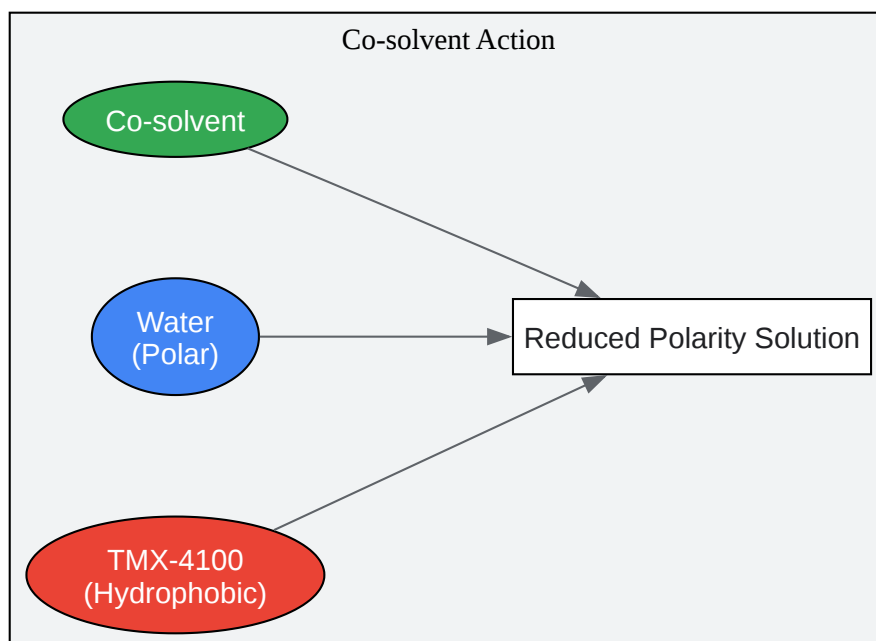 Co-solvent Action
Co-solvent
Water
(Polar)
Reduced Polarity Solution
TMX-4100
(Hydrophobic)